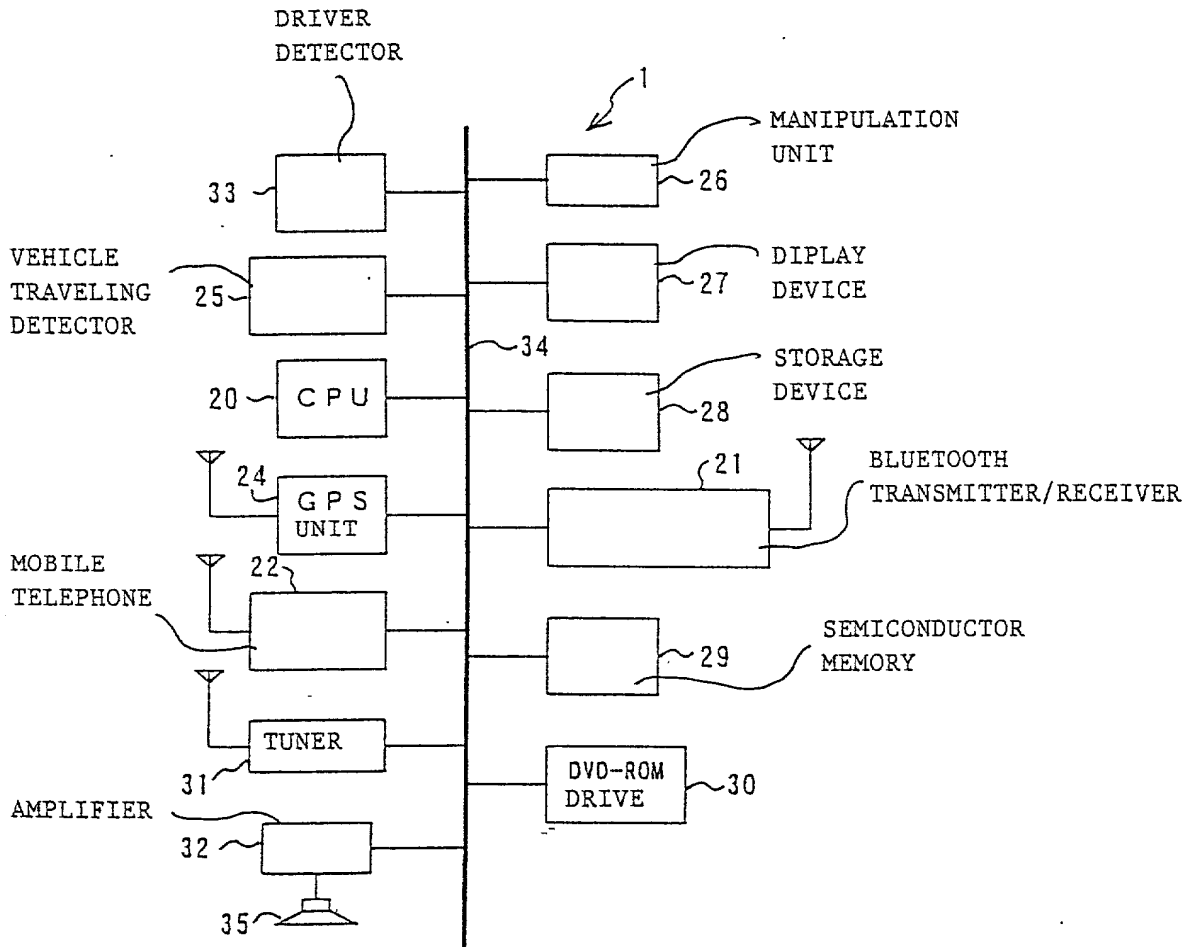 DRIVER
DETECTOR
1
MANIPULATION
UNIT
33
26
VEHICLE
TRAVELING
DETECTOR
25
DIPLAY
DEVICE
27
34
20
CPU
STORAGE
DEVICE
28
24
GPS
UNIT
21
BLUETOOTH
TRANSMITTER/RECEIVER
MOBILE
TELEPHONE
22
29
SEMICONDUCTOR
MEMORY
TUNER
31
DVD-ROM
DRIVE
30
AMPLIFIER
32
35